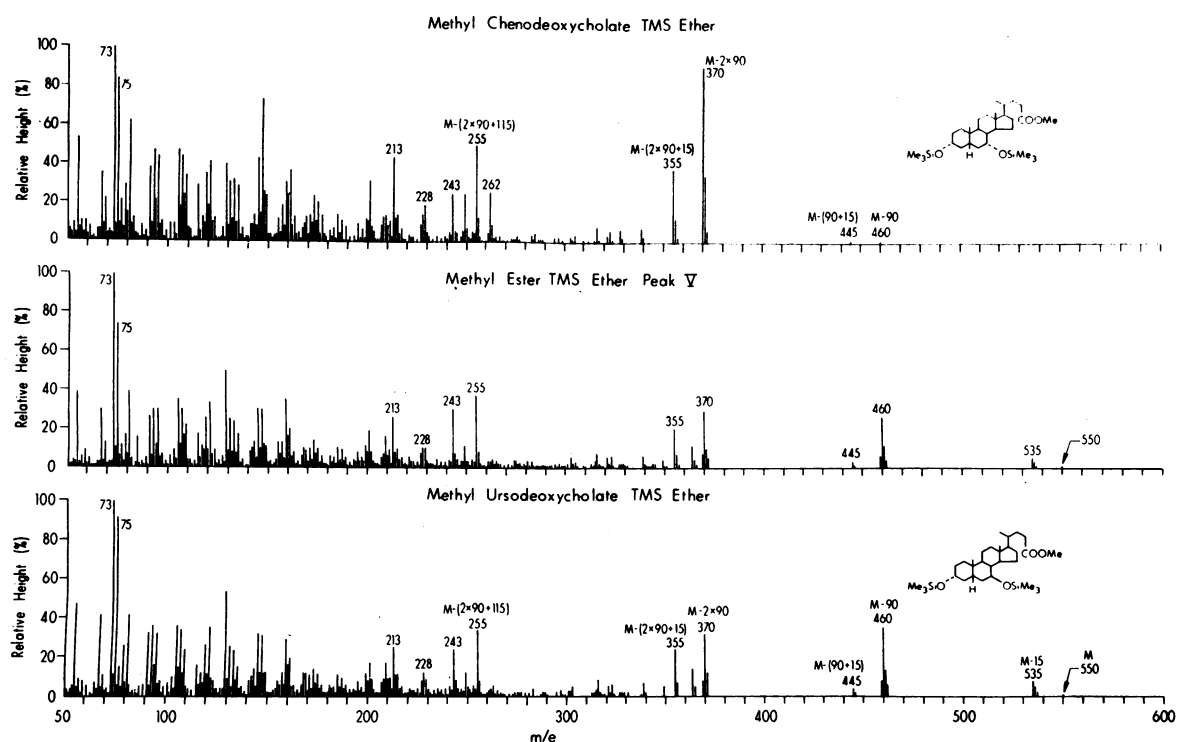 Methyl Chenodeoxycholate TMS Ether
Relative Height (%)
100
80
60
40
20
0
73
75
213
228
243
M-(2×90+115)
255
262
M-(2×90+15)
355
M-2×90
370
M-(90+15)
445
M-90
460
COOMe
Me3SiO
H
OSiMe3
Methyl Ester TMS Ether Peak V
Relative Height (%)
100
80
60
40
20
0
73
75
213
228
243
255
355
370
445
460
535
550
Methyl Ursodeoxycholate TMS Ether
Relative Height (%)
100
80
60
40
20
0
73
75
213
228
243
M-(2×90+115)
255
M-(2×90+15)
355
M-2×90
370
M-(90+15)
445
M-90
460
M-15
535
M
550
COOMe
Me3SiO
H
OSiMe3
50 100 200 300 400 500 600
m/e